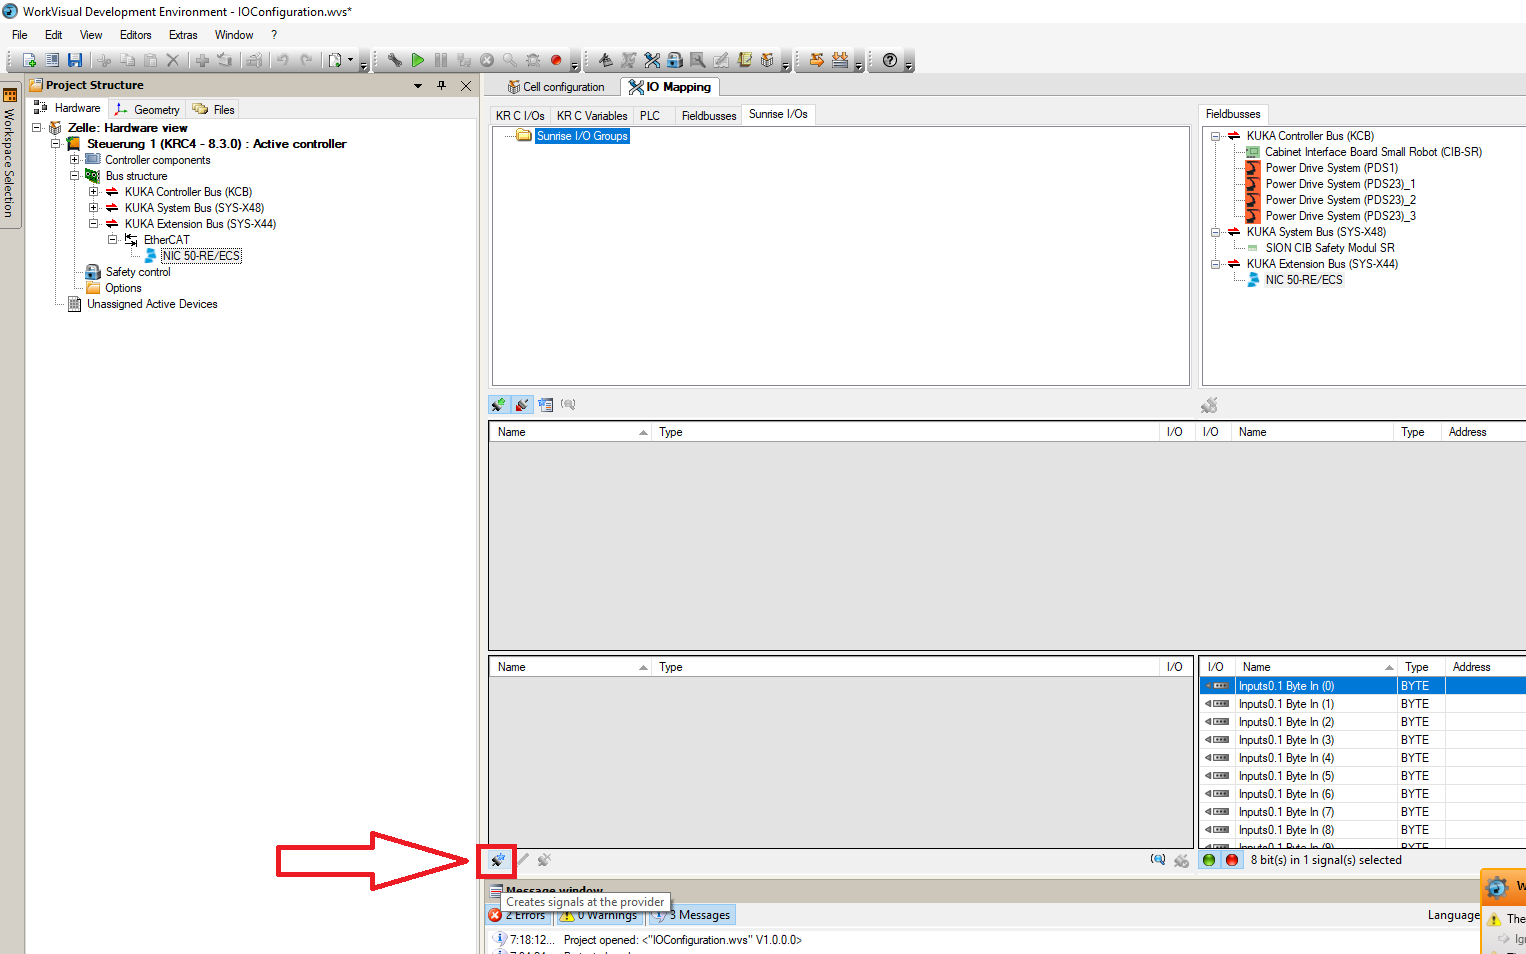 WorkVisual Development Environment - IOConfiguration.wvs*
File Edit View Editors Extras Window ?
Workspace Selection
Project Structure
Hardware Geometry Files
Zelle: Hardware view
Steuerung 1 (KRC4 - 8.3.0) : Active controller
Controller components
Bus structure
KUKA Controller Bus (KCB)
KUKA System Bus (SYS-X48)
KUKA Extension Bus (SYS-X44)
EtherCAT
NIC 50-RE/ECS
Safety control
Options
Unassigned Active Devices
Cell configuration IO Mapping
KR C I/Os KR C Variables PLC Fieldbuses Sunrise I/Os
Sunrise I/O Groups
Fieldbuses
KUKA Controller Bus (KCB)
Cabinet Interface Board Small Robot (CIB-SR)
Power Drive System (PDS1)
Power Drive System (PDS23)_1
Power Drive System (PDS23)_2
Power Drive System (PDS23)_3
KUKA System Bus (SYS-X48)
SION CIB Safety Modul SR
KUKA Extension Bus (SYS-X44)
NIC 50-RE/ECS
Name Type I/O I/O Name Type Address
Name Type I/O
I/O Name Type Address
Inputs0.1 Byte In (0) BYTE
Inputs0.1 Byte In (1) BYTE
Inputs0.1 Byte In (2) BYTE
Inputs0.1 Byte In (3) BYTE
Inputs0.1 Byte In (4) BYTE
Inputs0.1 Byte In (5) BYTE
Inputs0.1 Byte In (6) BYTE
Inputs0.1 Byte In (7) BYTE
Inputs0.1 Byte In (8) BYTE
8 bit(s) in 1 signal(s) selected
Message window
Creates signals at the provider
2 Errors 0 Warnings 3 Messages
Language
7:18:12... Project opened: <"IOConfiguration.wvs" V1.0.0.0>
W
The
Ig